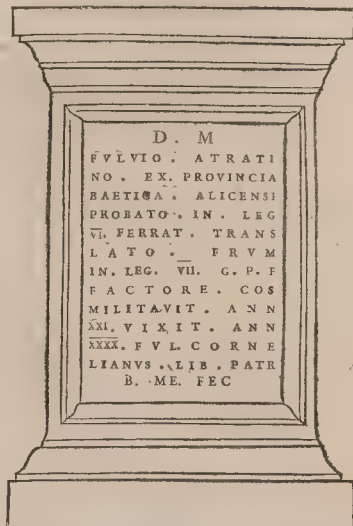 D. M
FVLVIO. ATRATI
NO. EX. PROVINCIA
BAETICA. ALICENSI
PROBATO. IN. LEG
VI. FERRAT. TRANS
LATO. FRVM
IN. LEG. VII. G. P. F
FACTORE. COS
MILITAVIT. ANN
XXI. VIXIT. ANN
XXXX. FVL. CORNE
LIANVS. LIB. PATR
B. ME. FEC